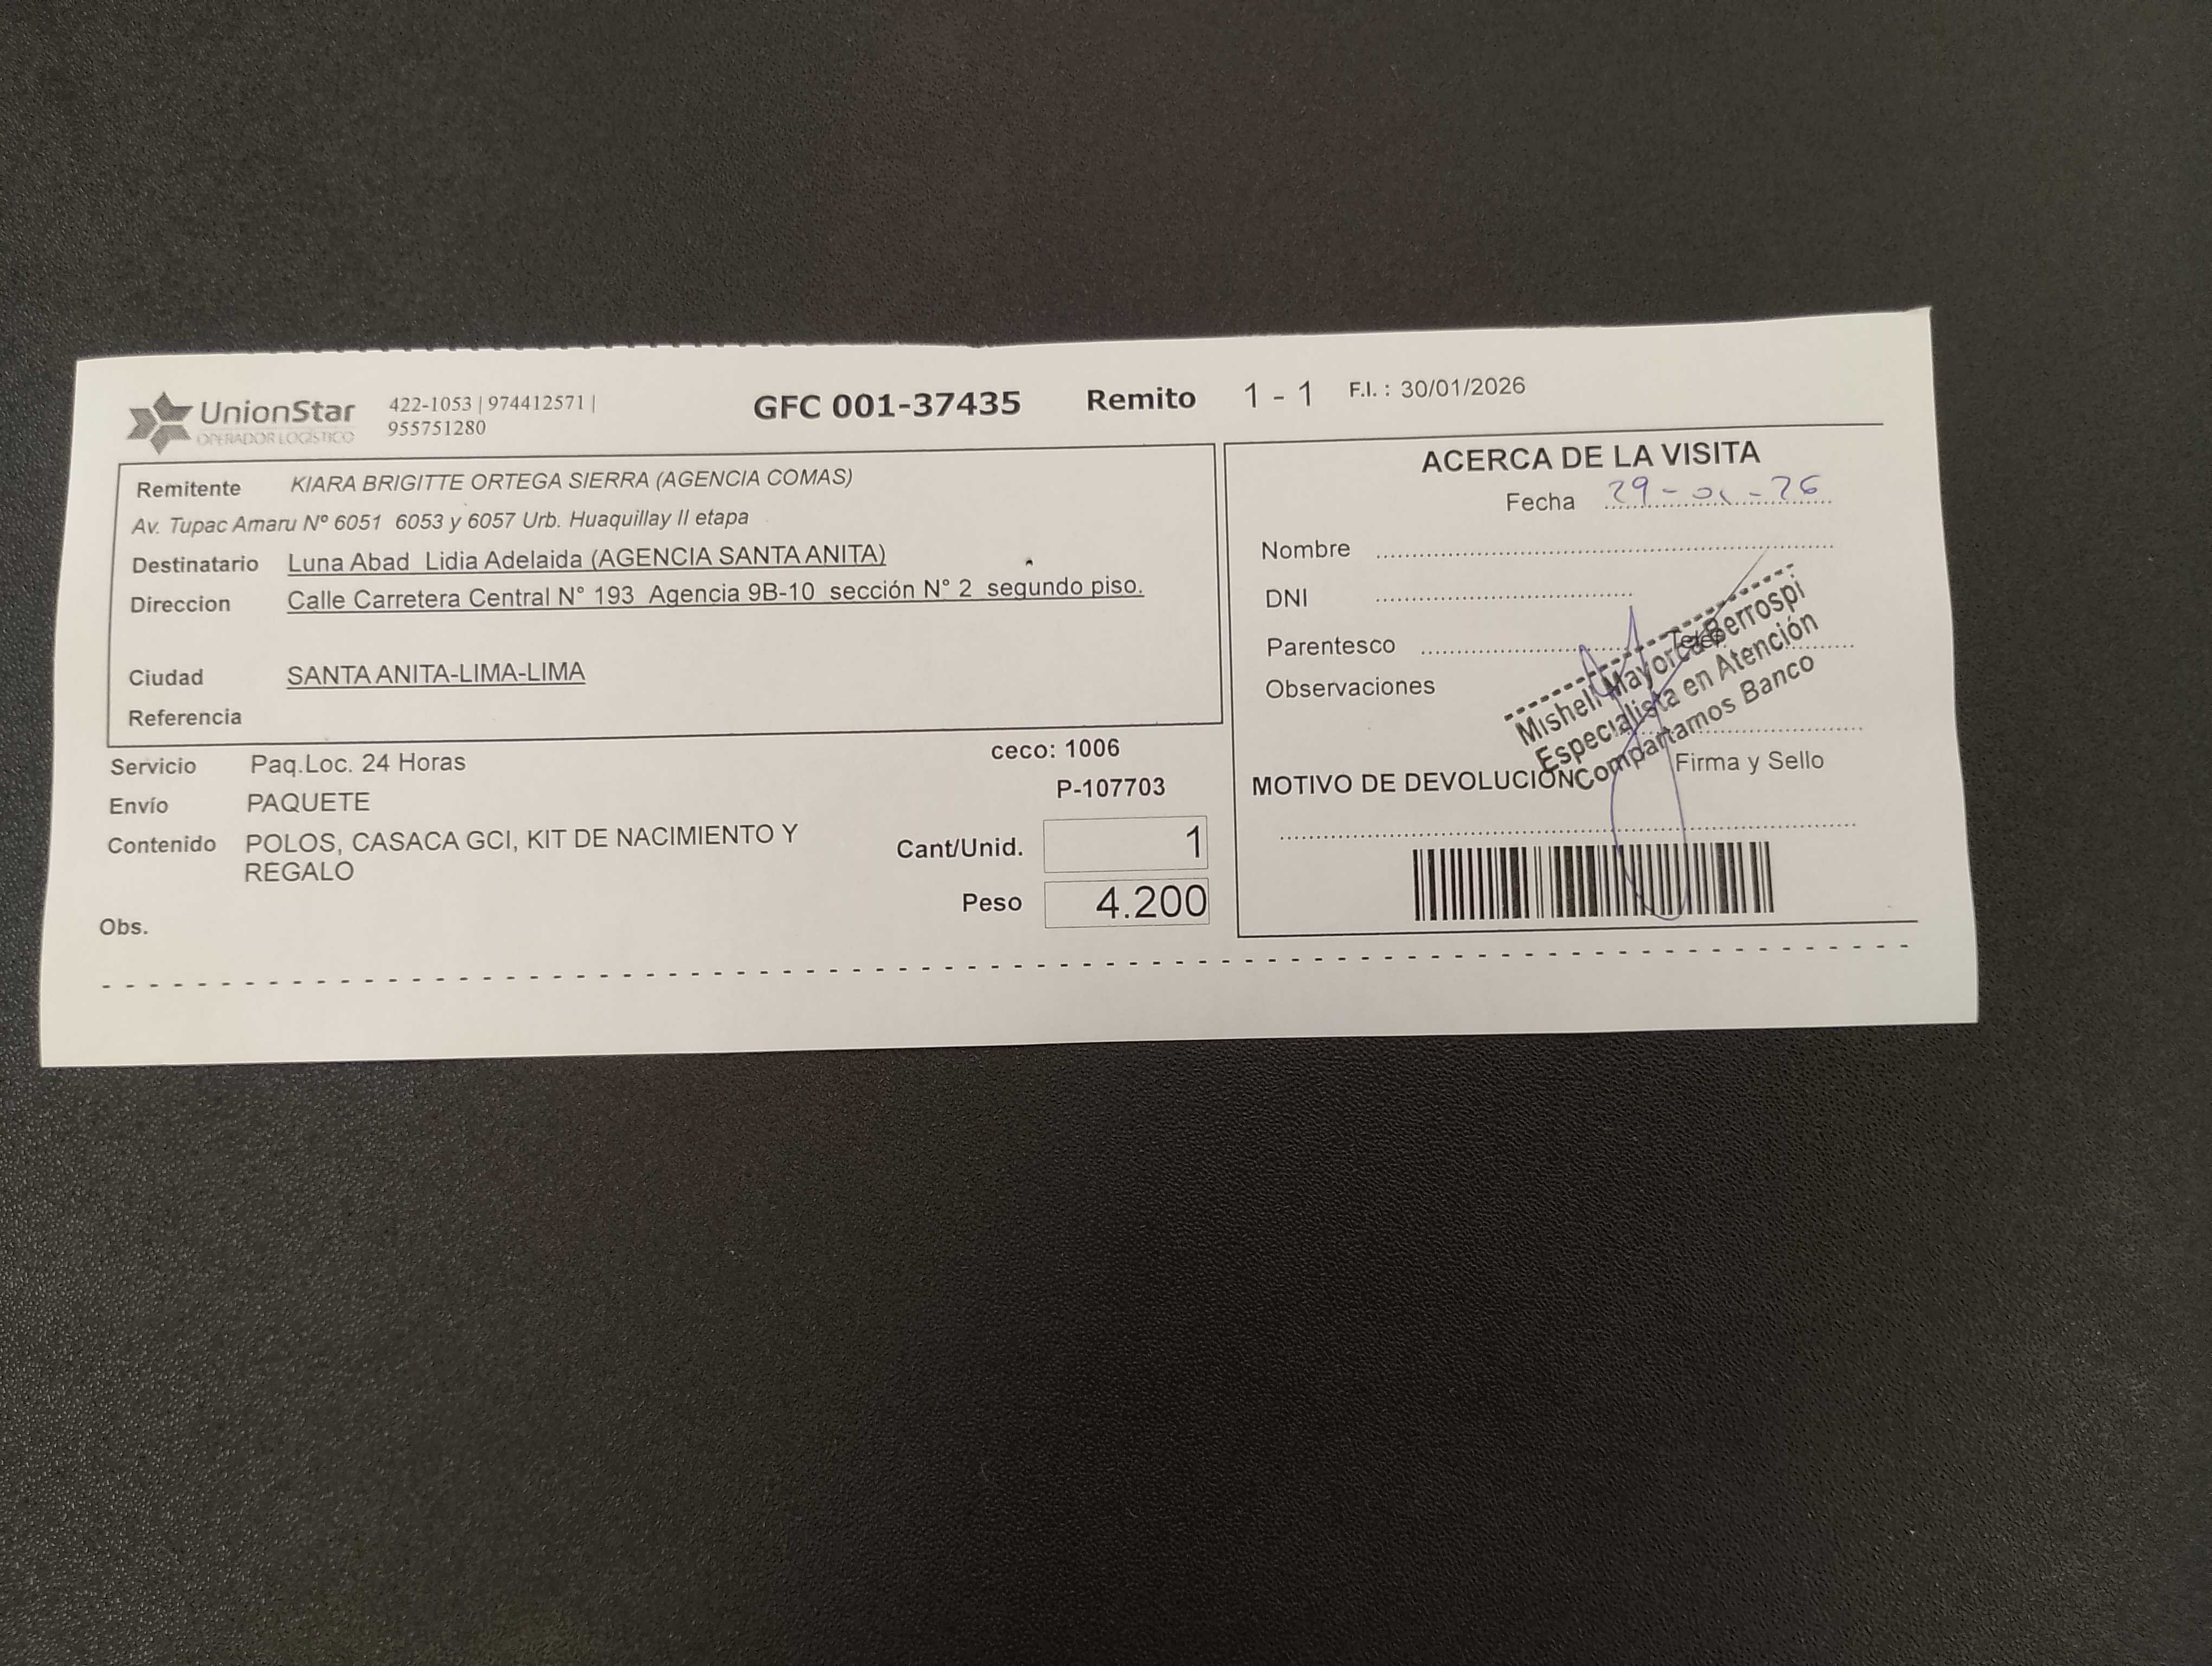 UnionStar
OPERADOR LOGÍSTICO
422-1053 | 974412571 |
955751280
GFC 001-37435 Remito 1 - 1 F.I. : 30/01/2026
Remitente KIARA BRIGITTE ORTEGA SIERRA (AGENCIA COMAS)
Av. Tupac Amaru Nº 6051 6053 y 6057 Urb. Huaquillay II etapa
Destinatario Luna Abad Lidia Adelaida (AGENCIA SANTA ANITA)
Direccion Calle Carretera Central N° 193 Agencia 9B-10 sección N° 2 segundo piso.
Ciudad SANTA ANITA-LIMA-LIMA
Referencia
Servicio Paq.Loc. 24 Horas
ceco: 1006
Envío PAQUETE
P-107703
Contenido POLOS, CASACA GCI, KIT DE NACIMIENTO Y
REGALO
Cant/Unid. 1
Peso 4.200
Obs.
ACERCA DE LA VISITA
Fecha 29-01-26
Nombre
DNI
Parentesco
Observaciones
Mishell Mayorca Berrospi
Especialista en Atención
Compartamos Banco
Firma y Sello
MOTIVO DE DEVOLUCIÓN